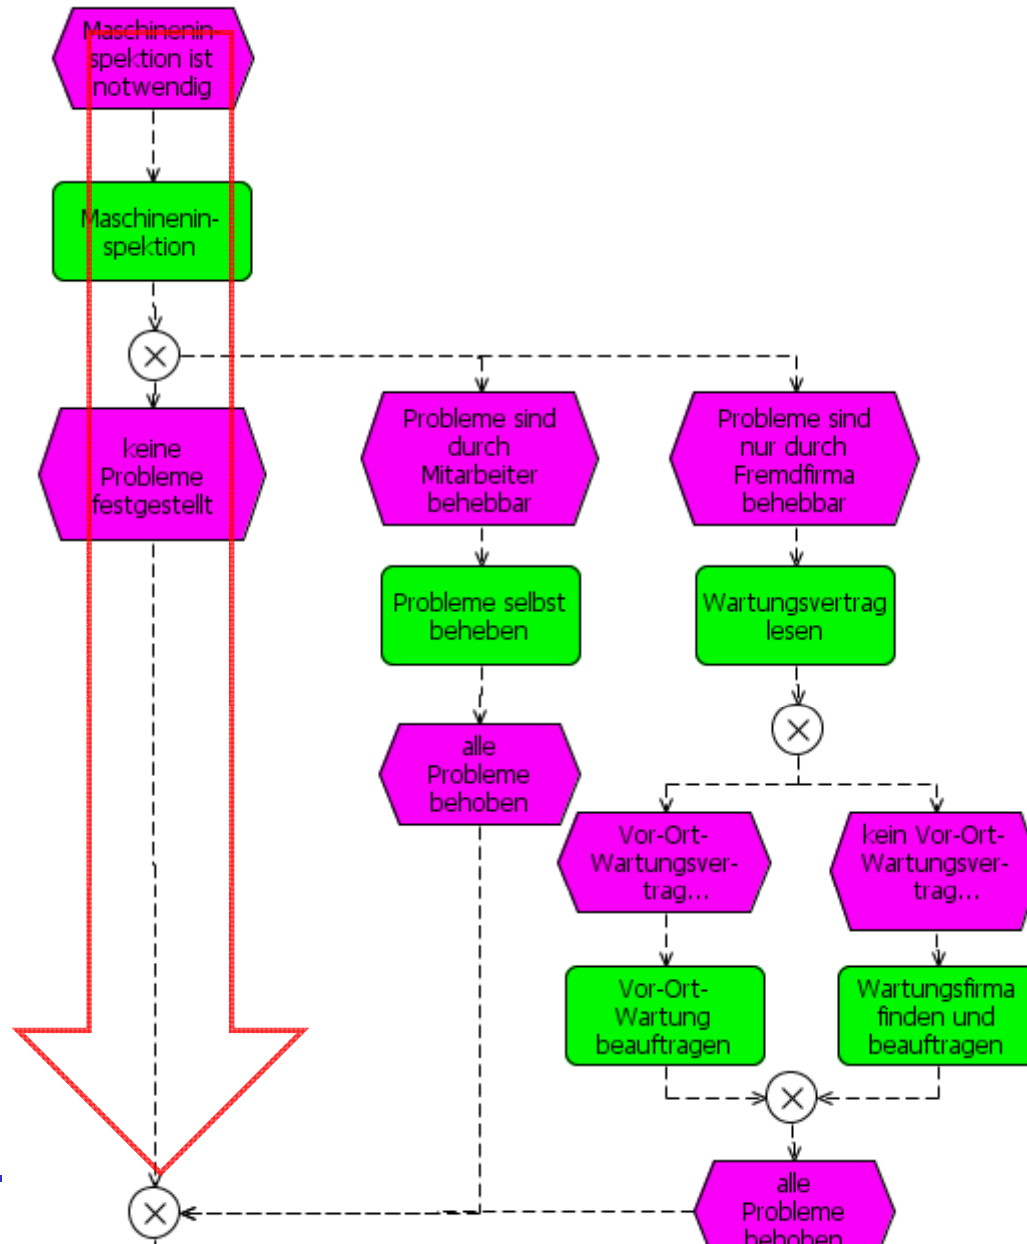 Maschinenin-
spektion ist
notwendig
Maschinenin-
spektion
keine
Probleme
festgestellt
Probleme sind
durch
Mitarbeiter
behebbar
Probleme sind
nur durch
Fremdfirma
behebbar
Probleme selbst
beheben
Wartungsvertrag
lesen
alle
Probleme
behoben
Vor-Ort-
Wartungsver-
trag...
kein Vor-Ort-
Wartungsver-
trag...
Vor-Ort-
Wartung
beauftragen
Wartungsfirma
finden und
beauftragen
alle
Probleme
behoben